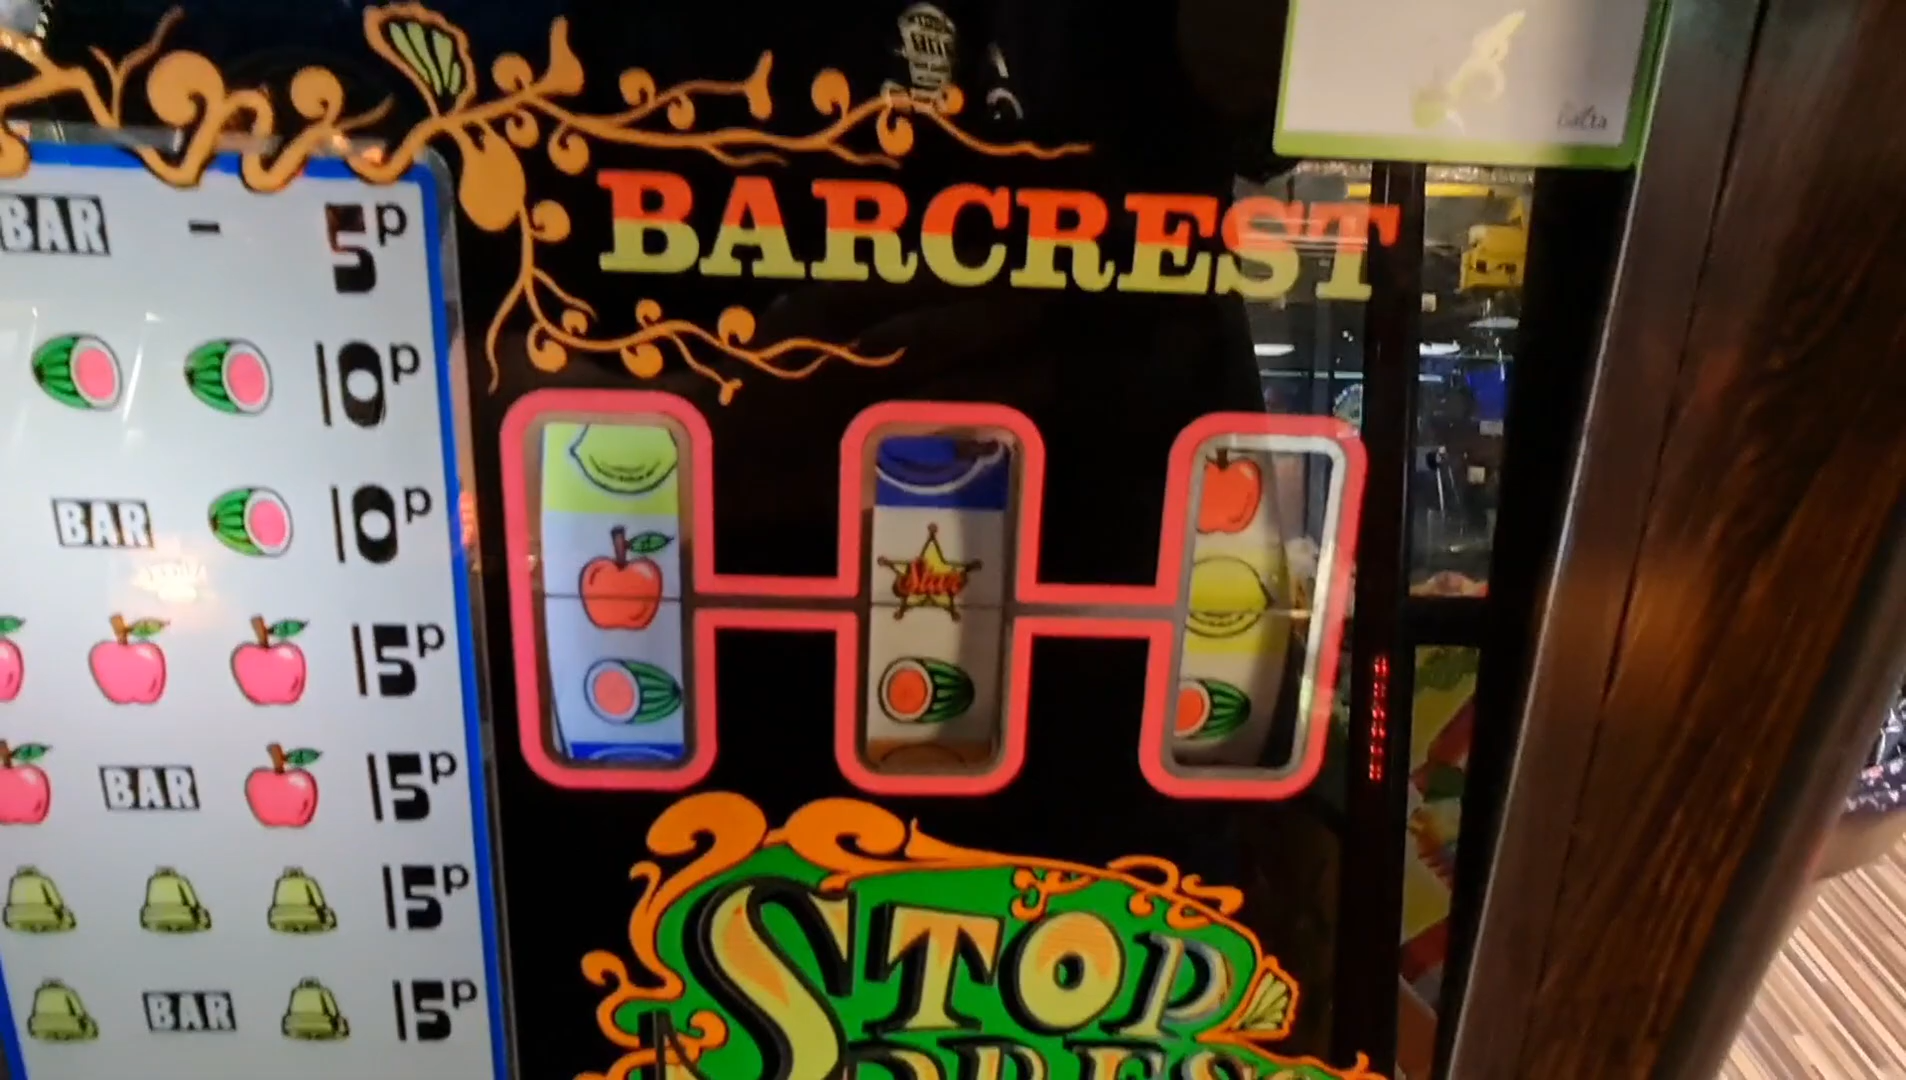 BAR - 5p
10p
BAR 10p
15p
BAR 15p
15p
BAR 15p
BARCREST
Star
STOP